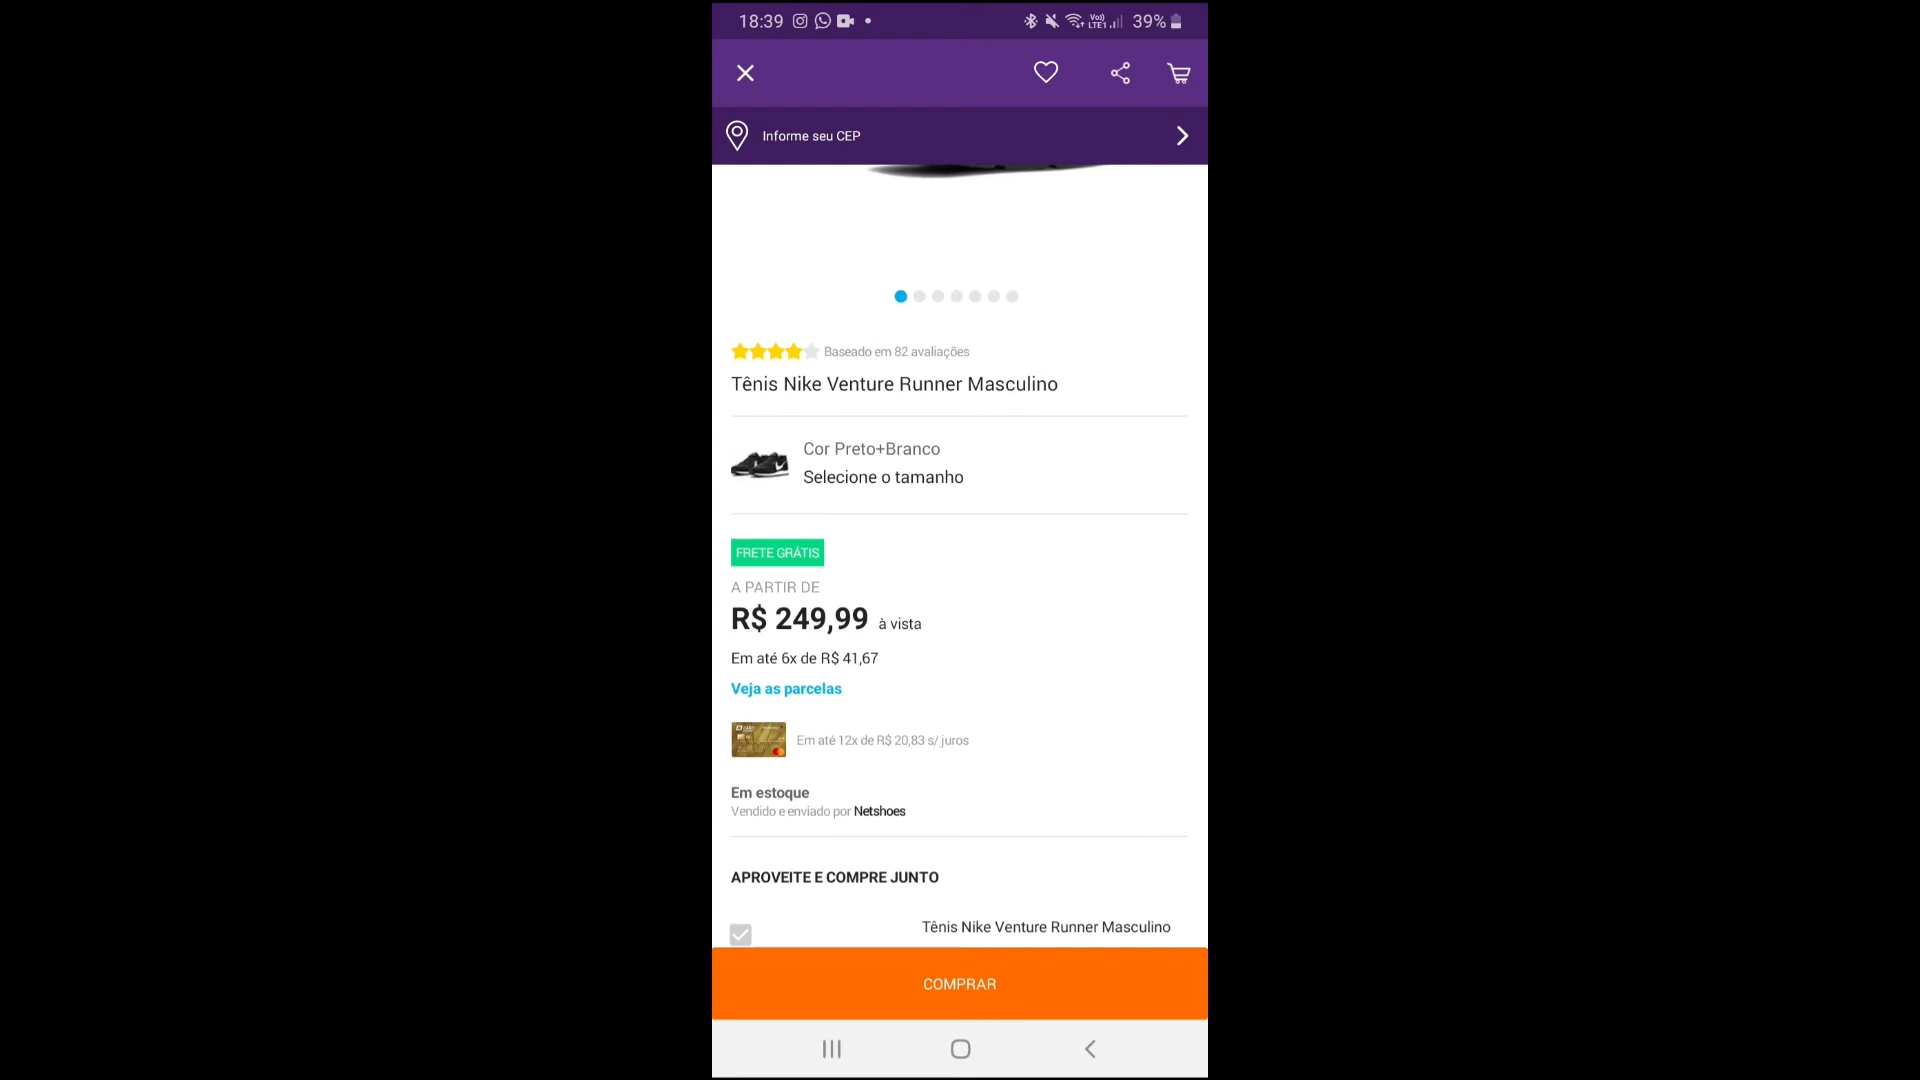 18:39
Vo)) LTE1 39%
Informe seu CEP
Baseado em 82 avaliações
Tênis Nike Venture Runner Masculino
Cor Preto+Branco
Selecione o tamanho
FRETE GRÁTIS
A PARTIR DE
R$ 249,99 à vista
Em até 6x de R$ 41,67
Veja as parcelas
Em até 12x de R$ 20,83 s/ juros
Em estoque
Vendido e enviado por Netshoes
APROVEITE E COMPRE JUNTO
Tênis Nike Venture Runner Masculino
COMPRAR